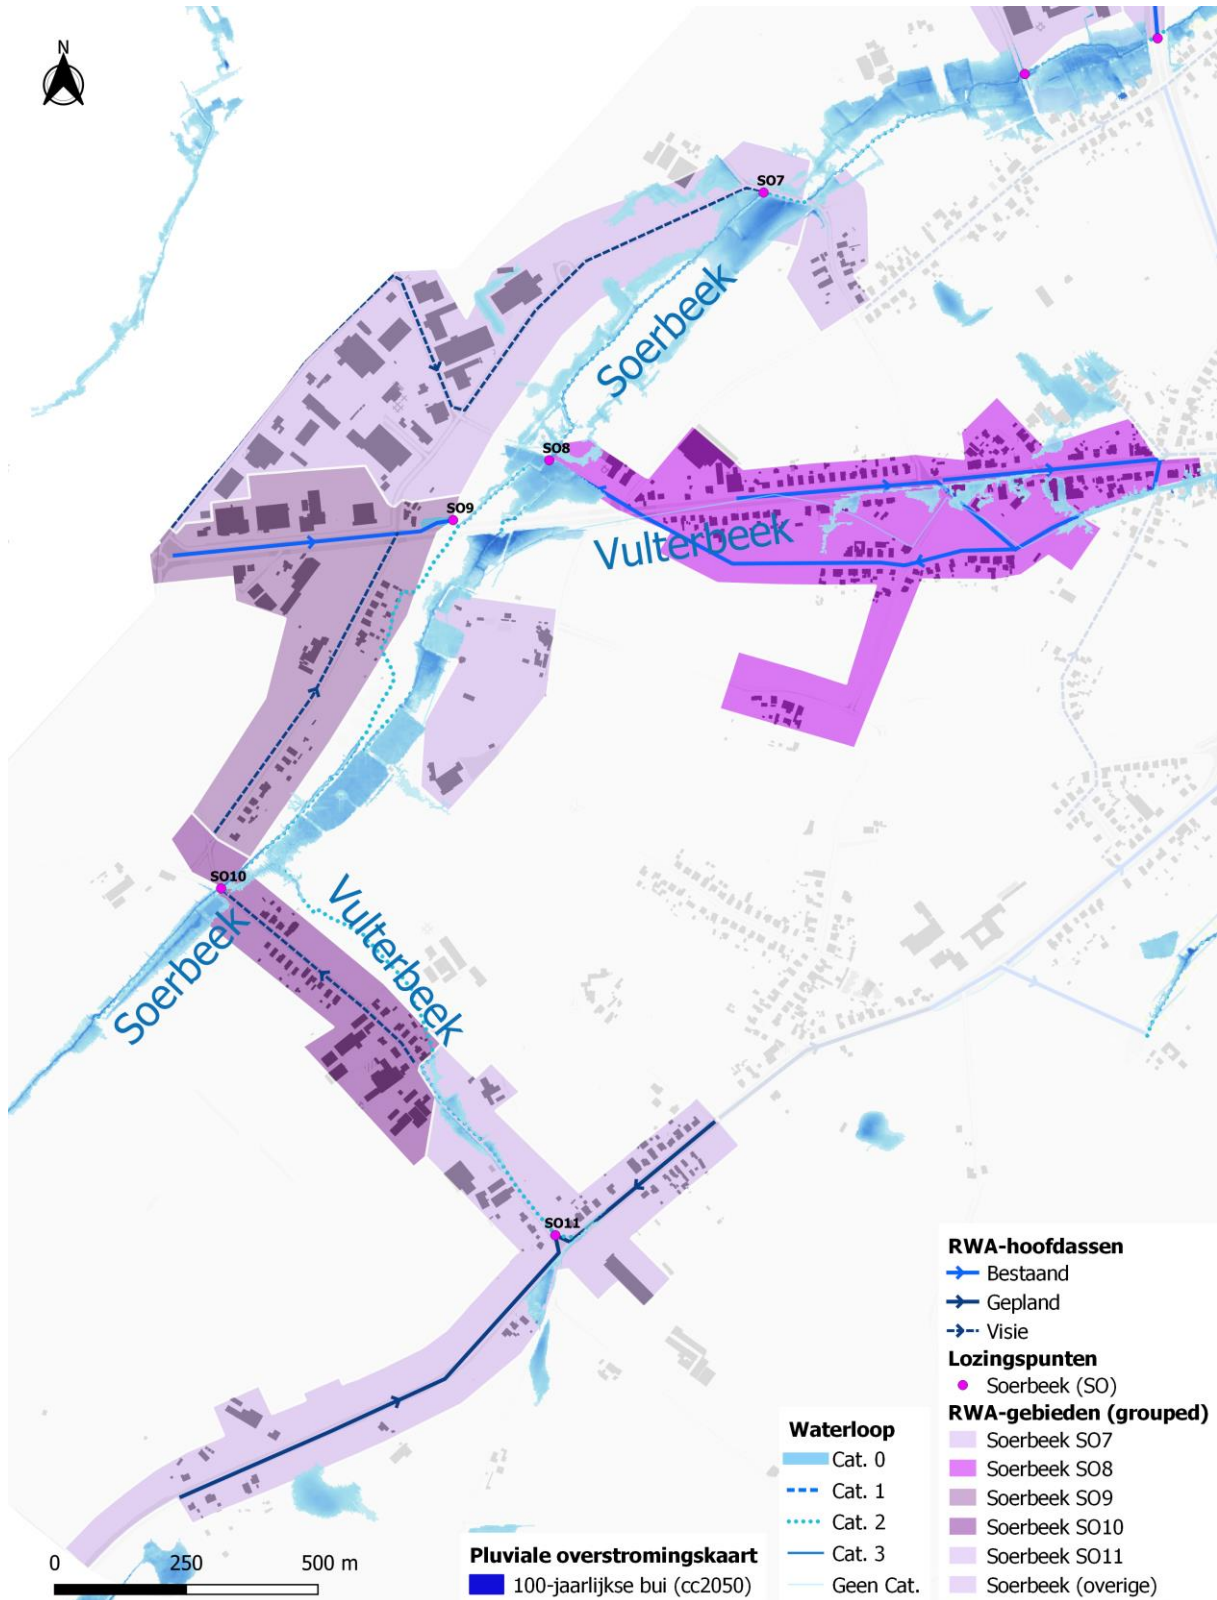 N
SO7
Soerbeek
SO8
SO9
Vulterbeek
SO10
Vulterbeek
Soerbeek
SO11
RWA-hoofdassen
Bestaand
Gepland
Visie
Lozingspunten
Soerbeek (SO)
RWA-gebieden (grouped)
Soerbeek SO7
Soerbeek SO8
Soerbeek SO9
Soerbeek SO10
Soerbeek SO11
Soerbeek (overige)
Waterloop
Cat. 0
Cat. 1
Cat. 2
Cat. 3
Geen Cat.
Pluviale overstromingskaart
100-jaarlijkse bui (cc2050)
0 250 500 m